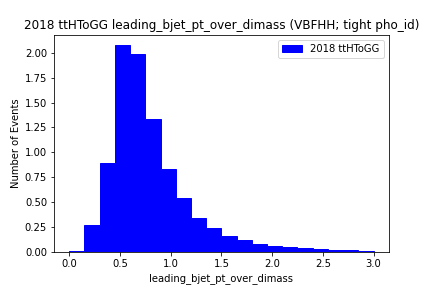 2018 ttHToGG leading_bjet_pt_over_dimass (VBFHH; tight pho_id)
2018 ttHToGG
Number of Events
2.00
1.75
1.50
1.25
1.00
0.75
0.50
0.25
0.00
0.0 0.5 1.0 1.5 2.0 2.5 3.0
leading_bjet_pt_over_dimass